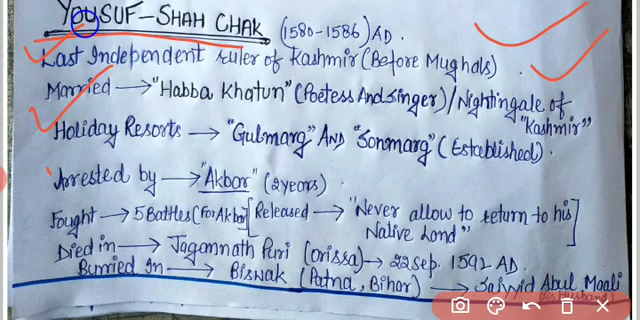 YOUSUF-SHAH CHAK (1580-1586) AD.
Last Independent ruler of Kashmir (Before Mughals)
Married → "Habba Khatun" (Poetess And Singer) / Nightingale of "Kashmir"
Holiday Resorts → "Gulmarg" AND "Sonmarg" (Established).
Arrested by → "Akbar" (2 years)
Fought → 5 Battles (For Akbar) [Released → "Never allow to return to his Native Land"]
Died in → Jagannath Puri (Orissa) → 22 Sep. 1592 AD.
Burried In → Biswak (Patna, Bihar) → Saiyid Abul Maali
(sis Husband)